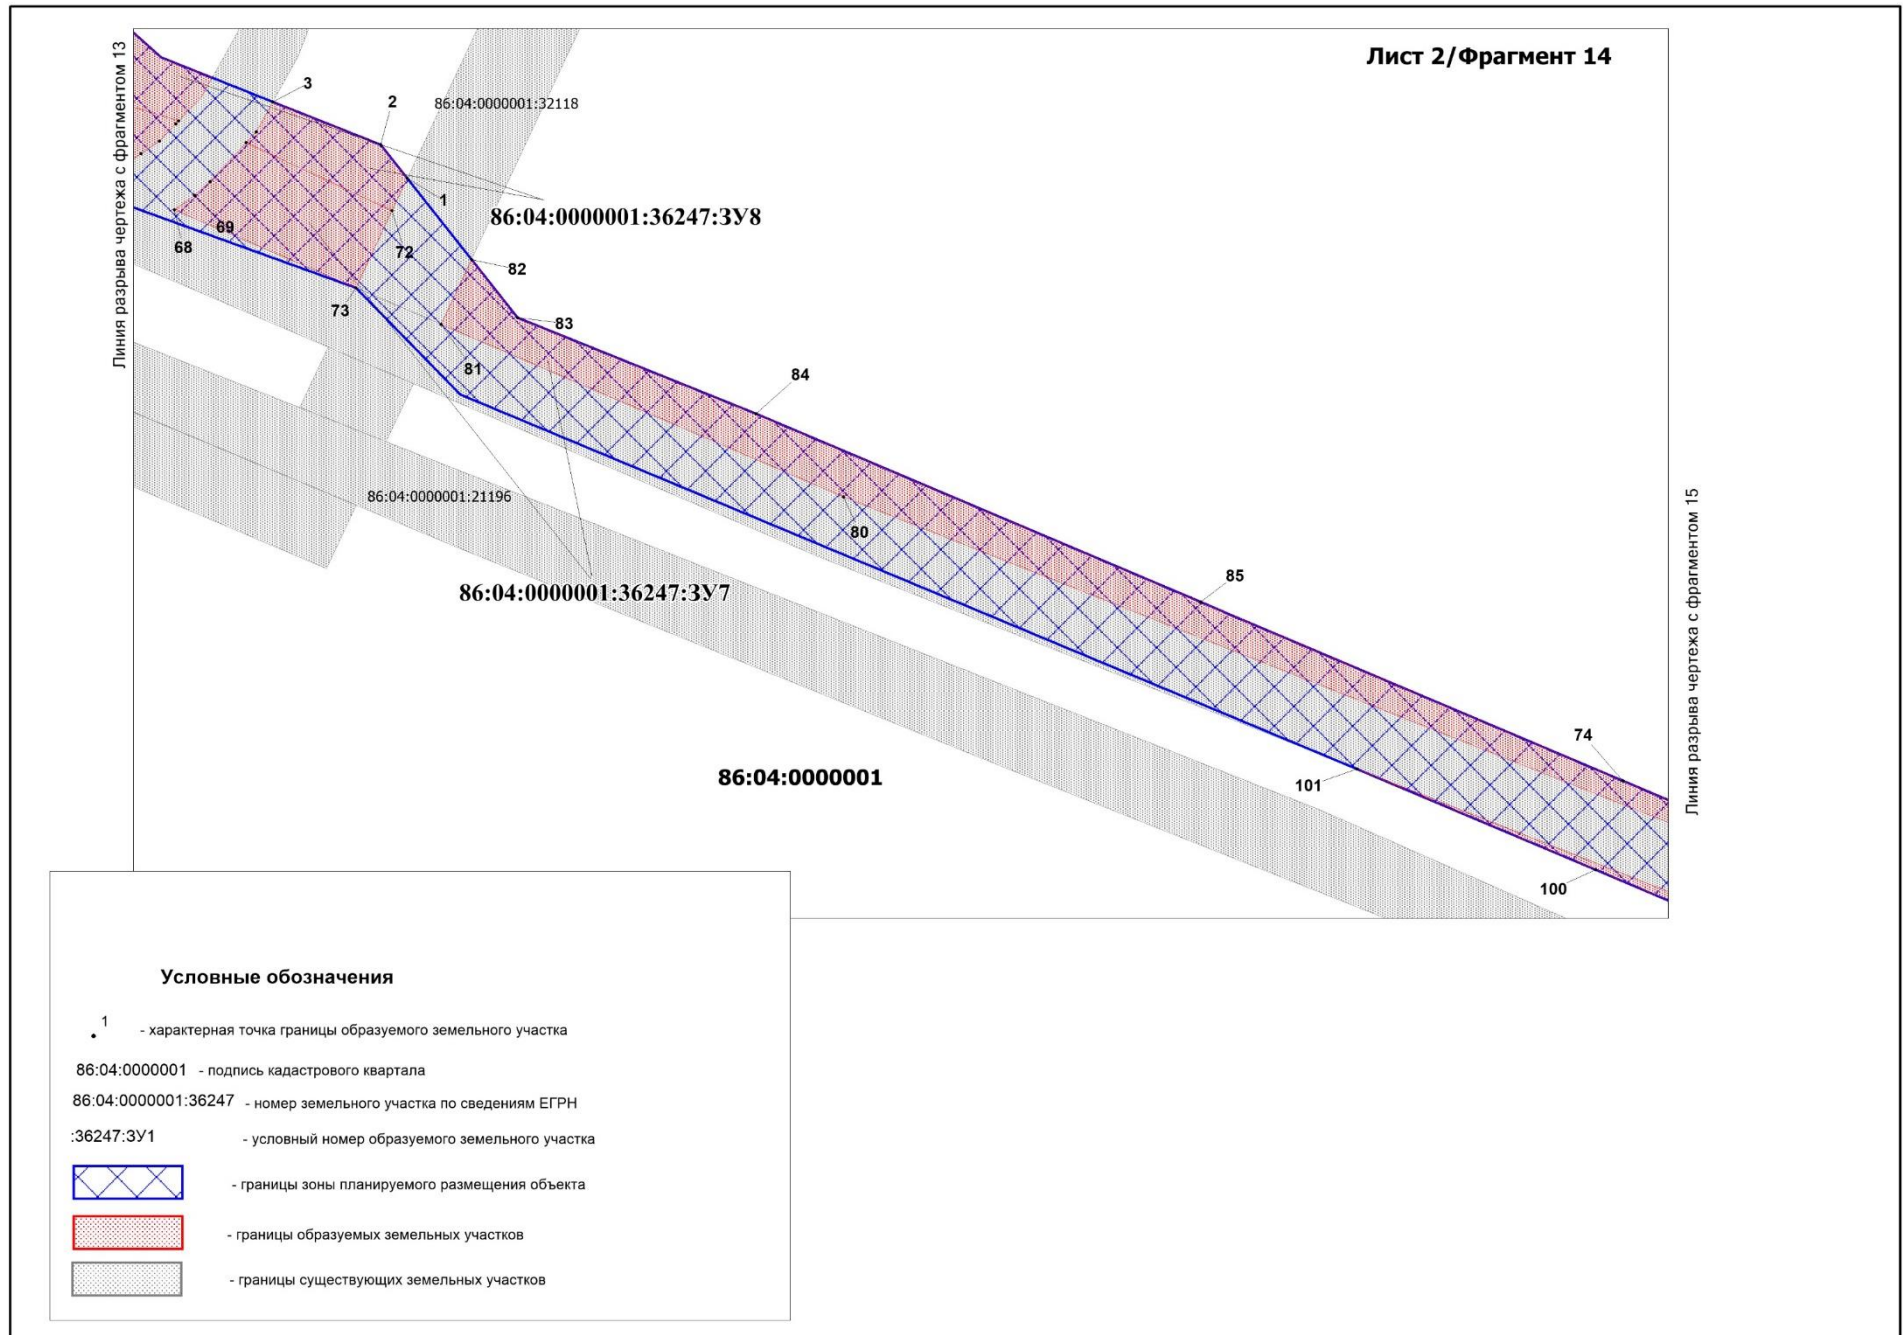 Лист 2/Фрагмент 14
Линия разрыва чертежа с фрагментом 13
3
2
86:04:0000001:32118
1
86:04:0000001:36247:ЗУ8
69
68
72
82
73
83
81
84
86:04:0000001:21196
80
86:04:0000001:36247:ЗУ7
85
Линия разрыва чертежа с фрагментом 15
74
86:04:0000001
101
100
Условные обозначения
1 - характерная точка границы образуемого земельного участка
86:04:0000001 - подпись кадастрового квартала
86:04:0000001:36247 - номер земельного участка по сведениям ЕГРН
:36247:ЗУ1 - условный номер образуемого земельного участка
- границы зоны планируемого размещения объекта
- границы образуемых земельных участков
- границы существующих земельных участков